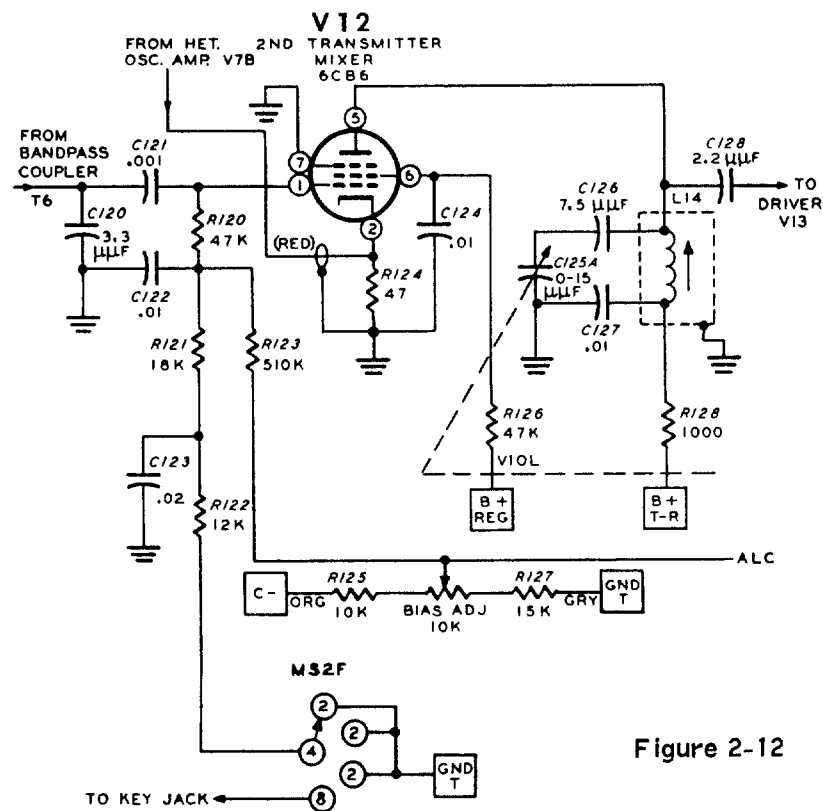 V12
FROM HET. 2ND TRANSMITTER
OSC. AMP. V7B MIXER
6CB6
5
FROM
BANDPASS
COUPLER
T6
C121
.001
7
1
6
2
C128
2.2 µµF
TO
DRIVER
V13
L14
C126
7.5 µµF
C120
3.3
µµF
R120
47K
(RED)
C124
.01
C125A
0-15
µµF
C122
.01
R124
47
C127
.01
R121
18K
R123
510K
R126
47K
R128
1000
VIOL
C123
.02
R122
12K
B+
REG
B+
T-R
ALC
C-
ORG
R125
10K
BIAS ADJ
10K
R127
15K
GRY
GND
T
MS2F
2
2
4
2
GND
T
8
TO KEY JACK
Figure 2-12